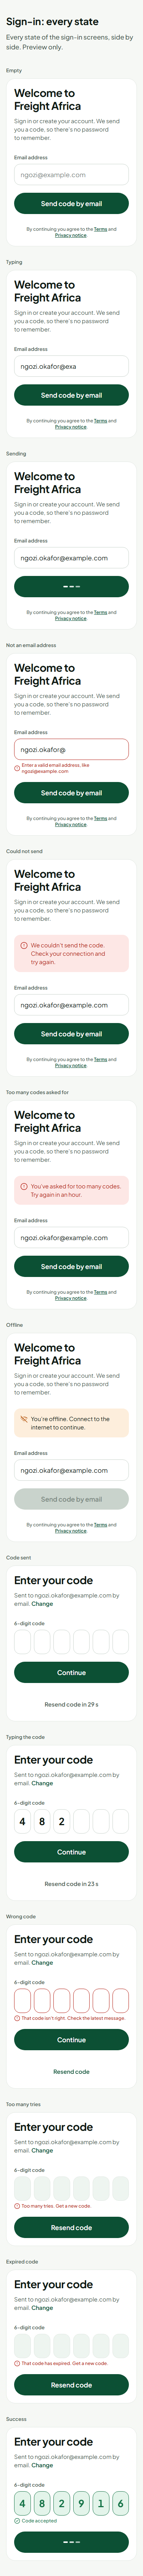 Sign-in: every state
Every state of the sign-in screens, side by
side. Preview only.
Empty
Welcome to
Freight Africa
Sign in or create your account. We send
you a code, so there's no password
to remember.
Email address
ngozi@example.com
Send code by email
By continuing you agree to the Terms and
Privacy notice.
Typing
Welcome to
Freight Africa
Sign in or create your account. We send
you a code, so there's no password
to remember.
Email address
ngozi.okafor@exa
Send code by email
By continuing you agree to the Terms and
Privacy notice.
Sending
Welcome to
Freight Africa
Sign in or create your account. We send
you a code, so there's no password
to remember.
Email address
ngozi.okafor@example.com
By continuing you agree to the Terms and
Privacy notice.
Not an email address
Welcome to
Freight Africa
Sign in or create your account. We send
you a code, so there's no password
to remember.
Email address
ngozi.okafor@
Enter a valid email address, like
ngozi@example.com
Send code by email
By continuing you agree to the Terms and
Privacy notice.
Could not send
Welcome to
Freight Africa
Sign in or create your account. We send
you a code, so there's no password
to remember.
We couldn't send the code.
Check your connection and
try again.
Email address
ngozi.okafor@example.com
Send code by email
By continuing you agree to the Terms and
Privacy notice.
Too many codes asked for
Welcome to
Freight Africa
Sign in or create your account. We send
you a code, so there's no password
to remember.
You've asked for too many codes.
Try again in an hour.
Email address
ngozi.okafor@example.com
Send code by email
By continuing you agree to the Terms and
Privacy notice.
Offline
Welcome to
Freight Africa
Sign in or create your account. We send
you a code, so there's no password
to remember.
You're offline. Connect to the
internet to continue.
Email address
ngozi.okafor@example.com
Send code by email
By continuing you agree to the Terms and
Privacy notice.
Code sent
Enter your code
Sent to ngozi.okafor@example.com by
email. Change
6-digit code
Continue
Resend code in 29 s
Typing the code
Enter your code
Sent to ngozi.okafor@example.com by
email. Change
6-digit code
4 8 2
Continue
Resend code in 23 s
Wrong code
Enter your code
Sent to ngozi.okafor@example.com by
email. Change
6-digit code
That code isn't right. Check the latest message.
Continue
Resend code
Too many tries
Enter your code
Sent to ngozi.okafor@example.com by
email. Change
6-digit code
Too many tries. Get a new code.
Resend code
Expired code
Enter your code
Sent to ngozi.okafor@example.com by
email. Change
6-digit code
That code has expired. Get a new code.
Resend code
Success
Enter your code
Sent to ngozi.okafor@example.com by
email. Change
6-digit code
4 8 2 9 1 6
Code accepted